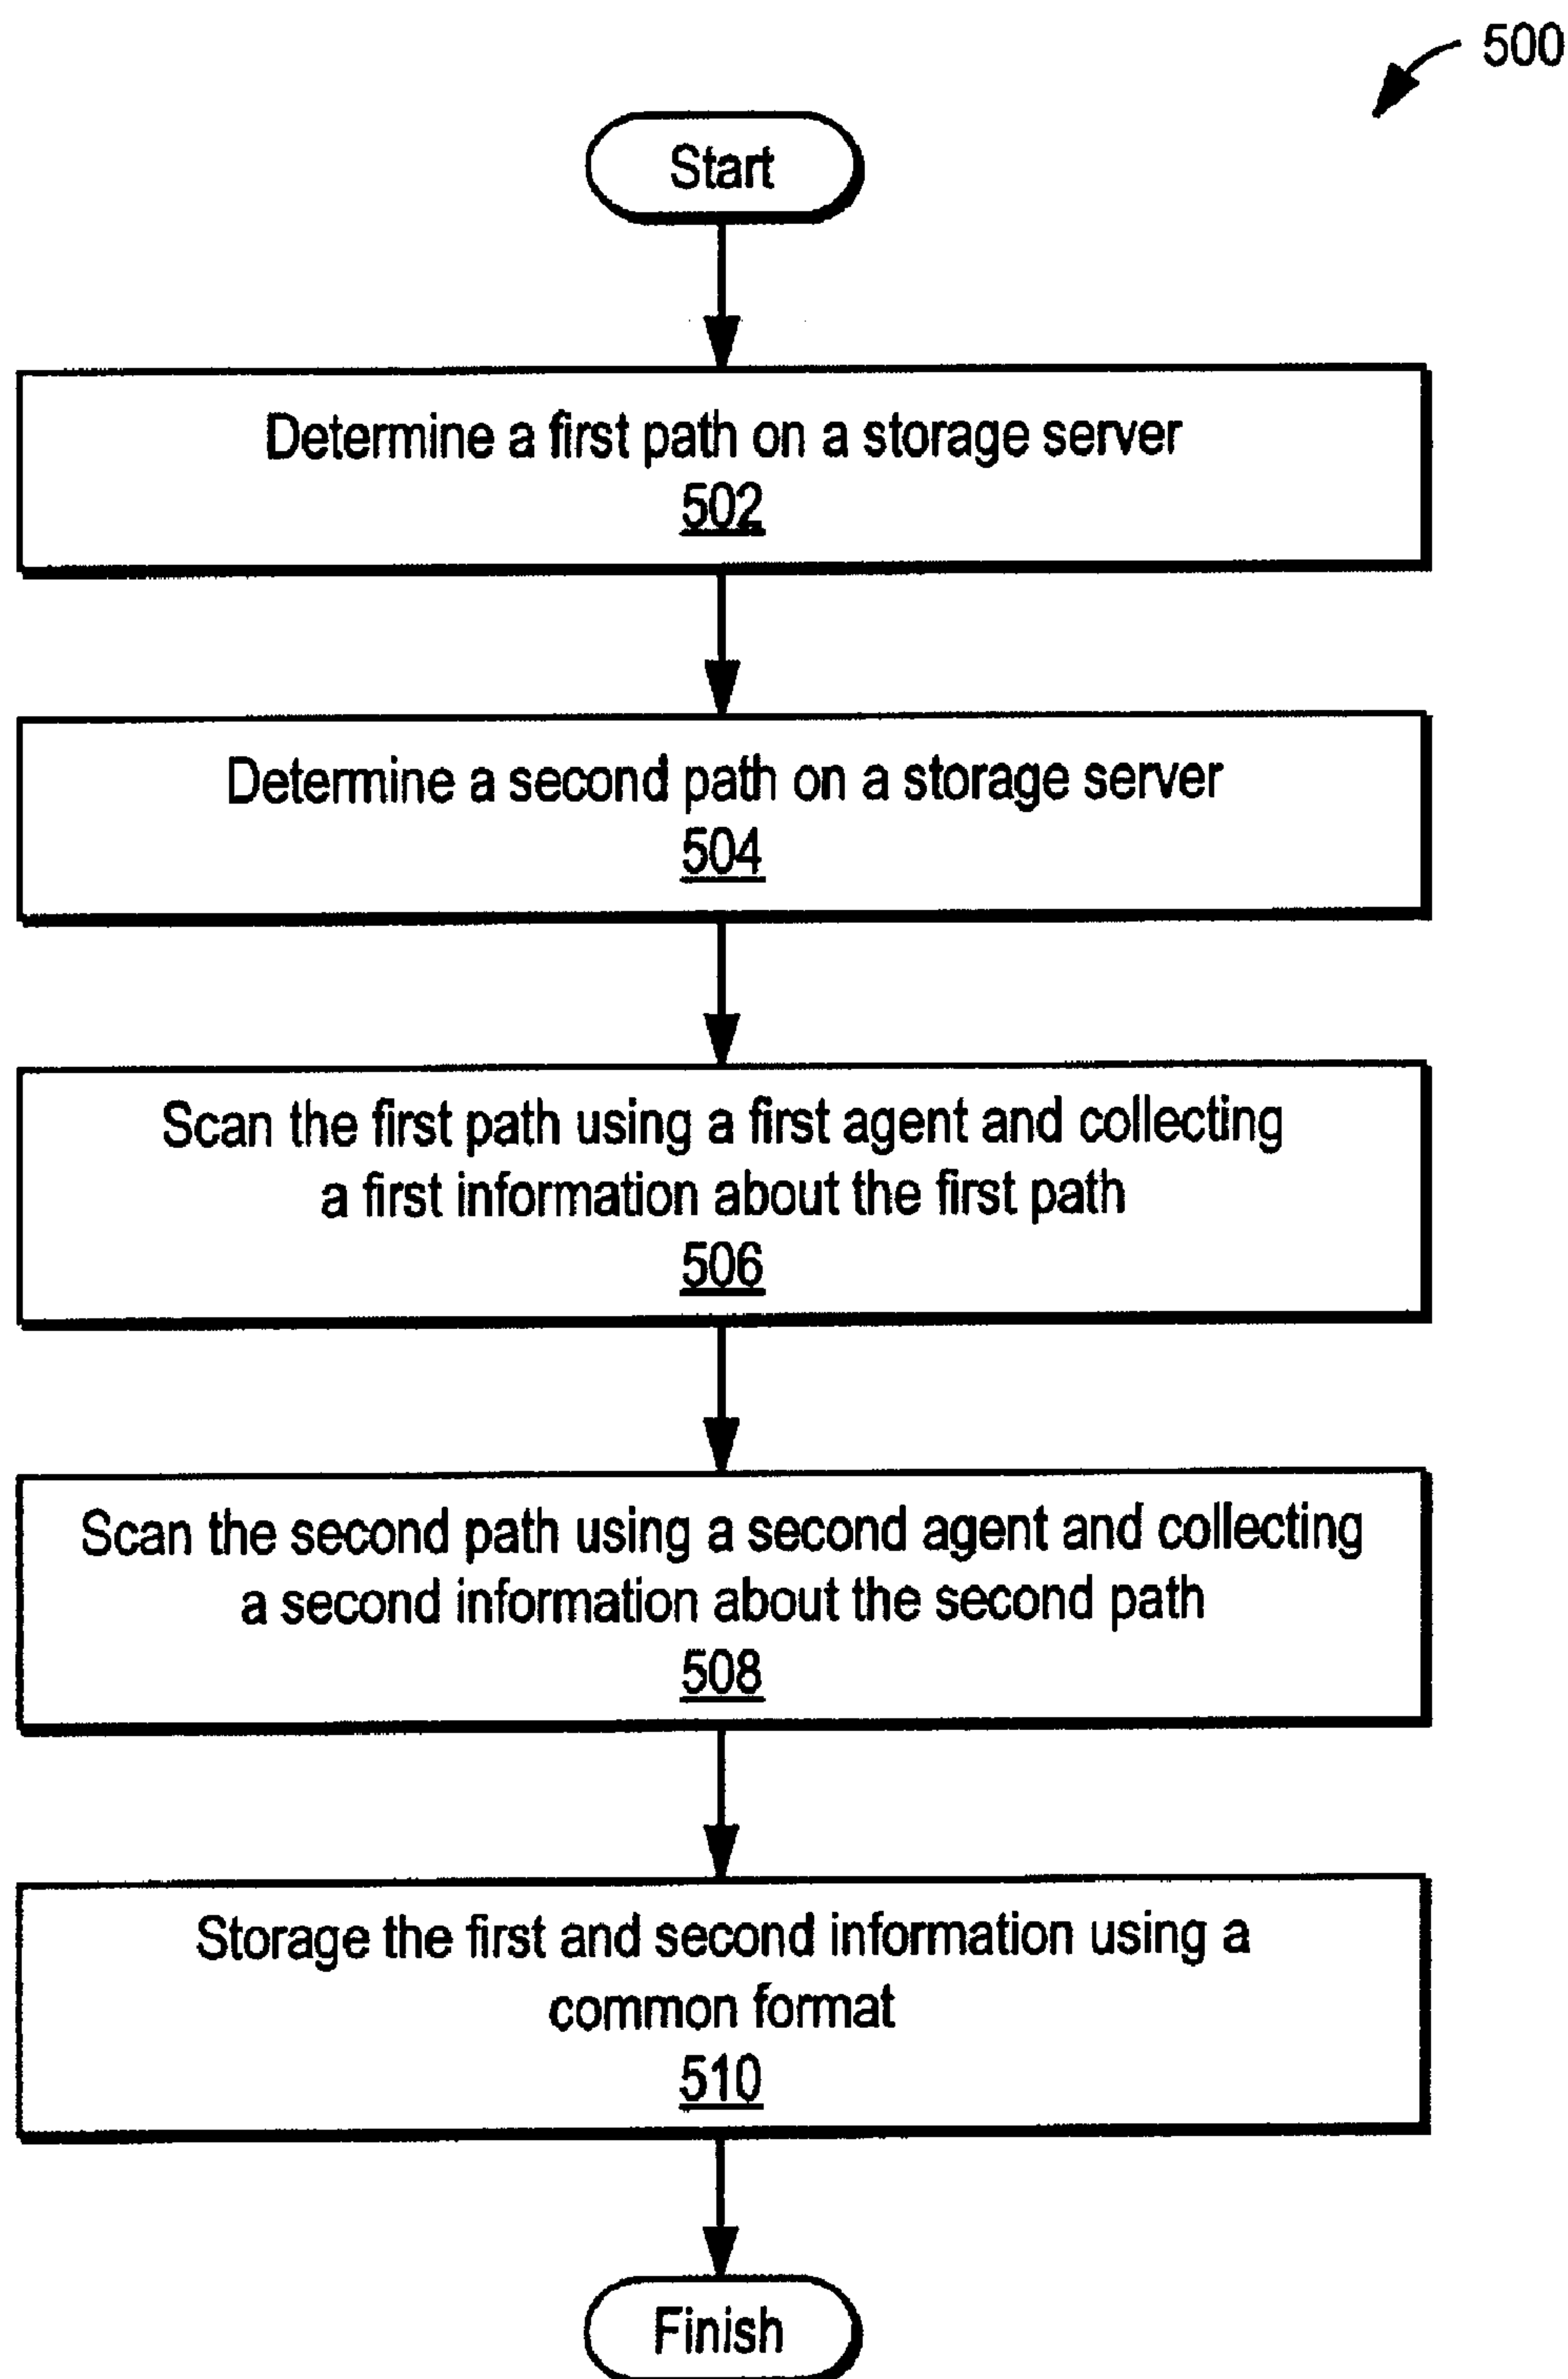 500
Start
Determine a first path on a storage server
502
Determine a second path on a storage server
504
Scan the first path using a first agent and collecting
a first information about the first path
506
Scan the second path using a second agent and collecting
a second information about the second path
508
Storage the first and second information using a
common format
510
Finish